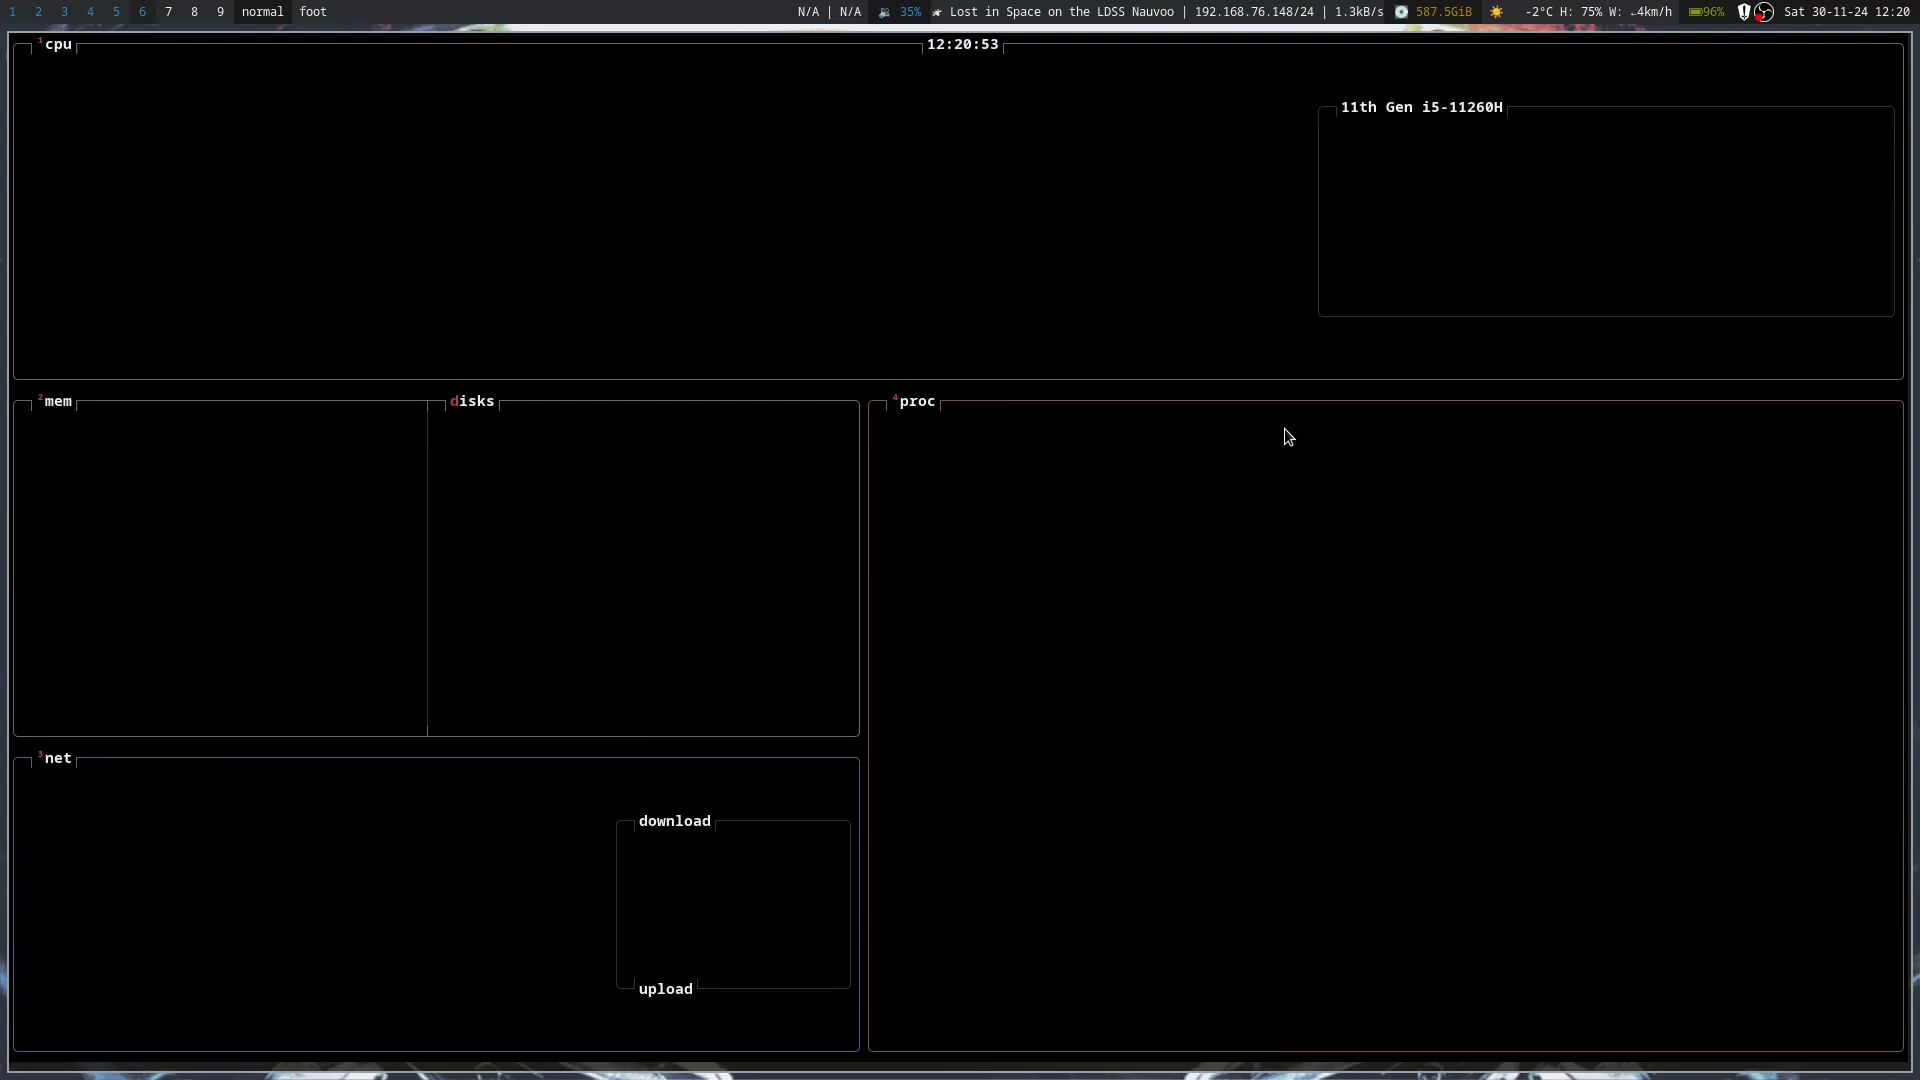 1 2 3 4 5 6 7 8 9 normal foot N/A | N/A 35% Lost in Space on the LDSS Nauvoo | 192.168.76.148/24 | 1.3kB/s 587.5GiB -2°C H: 75% W: ←4km/h 96% Sat 30-11-24 12:20
¹cpu 12:20:53
11th Gen i5-11260H
²mem disks ⁴proc
³net
download
upload